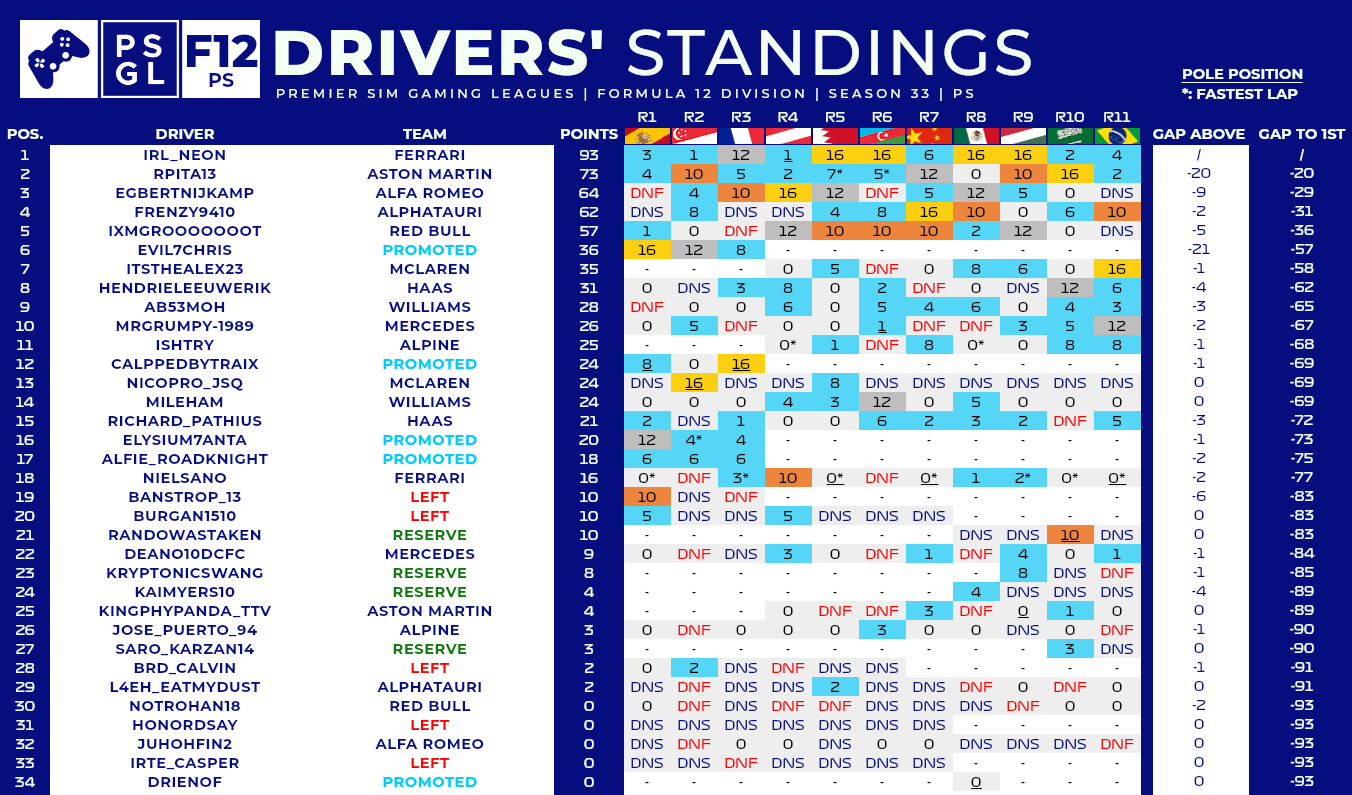 PS
GL
F12
PS
DRIVERS' STANDINGS
PREMIER SIM GAMING LEAGUES | FORMULA 12 DIVISION | SEASON 33 | PS
POLE POSITION
*: FASTEST LAP
R1 R2 R3 R4 R5 R6 R7 R8 R9 R10 R11
POS. DRIVER TEAM POINTS GAP ABOVE GAP TO 1ST
1 IRL_NEON FERRARI 93 3 1 12 1 16 16 6 16 16 2 4 / /
2 RPITA13 ASTON MARTIN 73 4 10 5 2 7* 5* 12 0 10 16 2 -20 -20
3 EGBERTNIJKAMP ALFA ROMEO 64 DNF 4 10 16 12 DNF 5 12 5 0 DNS -9 -29
4 FRENZY9410 ALPHATAURI 62 DNS 8 DNS DNS 4 8 16 10 0 6 10 -2 -31
5 IXMGROOOOOOOT RED BULL 57 1 0 DNF 12 10 10 10 2 12 0 DNS -5 -36
6 EVIL7CHRIS PROMOTED 36 16 12 8 - - - - - - - - -21 -57
7 ITSTHEALEX23 MCLAREN 35 - - - 0 5 DNF 0 8 6 0 16 -1 -58
8 HENDRIELEEUWERIK HAAS 31 0 DNS 3 8 0 2 DNF 0 DNS 12 6 -4 -62
9 AB53MOH WILLIAMS 28 DNF 0 0 6 0 5 4 6 0 4 3 -3 -65
10 MRGRUMPY-1989 MERCEDES 26 0 5 DNF 0 0 1 DNF DNF 3 5 12 -2 -67
11 ISHTRY ALPINE 25 - - - 0* 1 DNF 8 0* 0 8 8 -1 -68
12 CALPPEDBYTRAIX PROMOTED 24 8 0 16 - - - - - - - - -1 -69
13 NICOPRO_JSQ MCLAREN 24 DNS 16 DNS DNS 8 DNS DNS DNS DNS DNS DNS 0 -69
14 MILEHAM WILLIAMS 24 0 0 0 4 3 12 0 5 0 0 0 0 -69
15 RICHARD_PATHIUS HAAS 21 2 DNS 1 0 0 6 2 3 2 DNF 5 -3 -72
16 ELYSIUM7ANTA PROMOTED 20 12 4* 4 - - - - - - - - -1 -73
17 ALFIE_ROADKNIGHT PROMOTED 18 6 6 6 - - - - - - - - -2 -75
18 NIELSANO FERRARI 16 0* DNF 3* 10 0* DNF 0* 1 2* 0* 0* -2 -77
19 BANSTROP_13 LEFT 10 10 DNS DNF - - - - - - - - -6 -83
20 BURGAN1510 LEFT 10 5 DNS DNS 5 DNS DNS DNS - - - - 0 -83
21 RANDOWASTAKEN RESERVE 10 - - - - - - - DNS DNS 10 DNS 0 -83
22 DEANO10DCFC MERCEDES 9 0 DNF DNS 3 0 DNF 1 DNF 4 0 1 -1 -84
23 KRYPTONICSWANG RESERVE 8 - - - - - - - - 8 DNS DNF -1 -85
24 KAIMYERS10 RESERVE 4 - - - - - - - 4 DNS DNS DNS -4 -89
25 KINGPHYPANDA_TTV ASTON MARTIN 4 - - - 0 DNF DNF 3 DNF 0 1 0 0 -89
26 JOSE_PUERTO_94 ALPINE 3 0 DNF 0 0 0 3 0 0 DNS 0 DNF -1 -90
27 SARO_KARZAN14 RESERVE 3 - - - - - - - - - 3 DNS 0 -90
28 BRD_CALVIN LEFT 2 0 2 DNS DNF DNS DNS - - - - - -1 -91
29 L4EH_EATMYDUST ALPHATAURI 2 DNS DNF DNS DNS 2 DNS DNS DNF 0 DNF 0 0 -91
30 NOTROHAN18 RED BULL 0 0 DNF DNS DNF DNF DNS DNS DNS DNF 0 0 -2 -93
31 HONORDSAY LEFT 0 DNS DNS DNS DNS DNS DNS DNS - - - - 0 -93
32 JUHOHFIN2 ALFA ROMEO 0 DNS DNF 0 0 DNS 0 0 DNS DNS DNS DNF 0 -93
33 IRTE_CASPER LEFT 0 DNS DNS DNF DNS DNS DNS DNS - - - - 0 -93
34 DRIENOF PROMOTED 0 - - - - - - - 0 - - - 0 -93